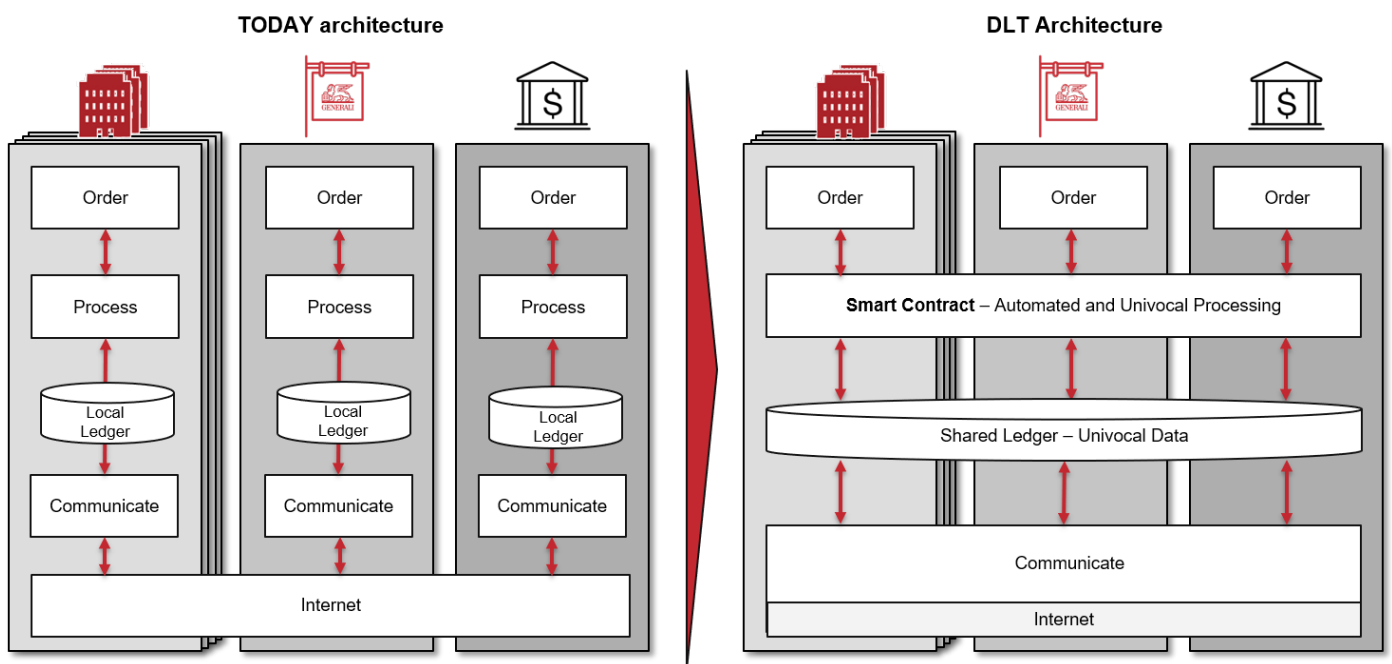 TODAY architecture
DLT Architecture
GENERALI
$
GENERALI
$
Order
Order
Order
Order
Order
Order
Process
Process
Process
Smart Contract – Automated and Univocal Processing
Local
Ledger
Local
Ledger
Local
Ledger
Shared Ledger – Univocal Data
Communicate
Communicate
Communicate
Communicate
Internet
Internet